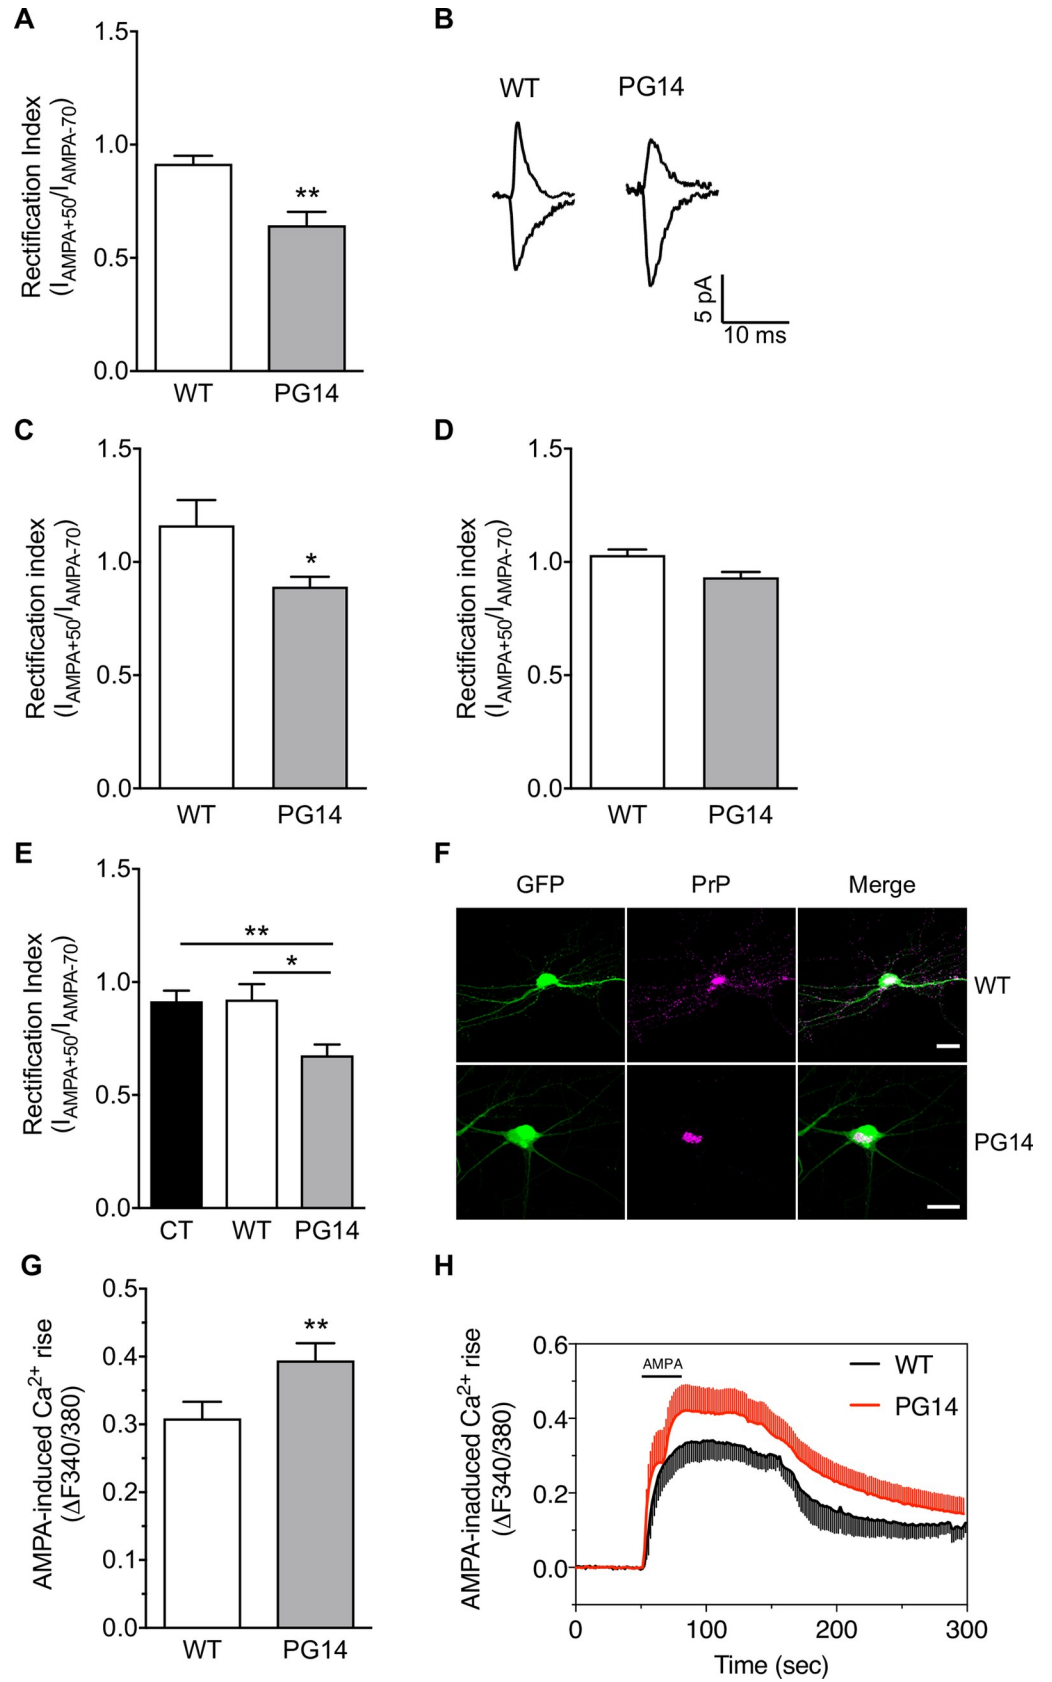 A
1.5
1.0
0.5
0.0
Rectification Index
(IAMPA+50/IAMPA-70)
**
WT
PG14
B
WT
PG14
5 pA
10 ms
C
1.5
1.0
0.5
0.0
Rectification index
(IAMPA+50/IAMPA-70)
*
WT
PG14
D
1.5
1.0
0.5
0.0
Rectification index
(IAMPA+50/IAMPA-70)
WT
PG14
E
1.5
1.0
0.5
0.0
Rectification Index
(IAMPA+50/IAMPA-70)
**
*
CT
WT
PG14
F
GFP
PrP
Merge
WT
PG14
G
0.5
0.4
0.3
0.2
0.1
0.0
AMPA-induced Ca2+ rise
(ΔF340/380)
**
WT
PG14
H
0.6
0.4
0.2
0.0
AMPA-inaduced Ca2+ rise
(ΔF340/380)
AMPA
WT
PG14
0
100
200
300
Time (sec)